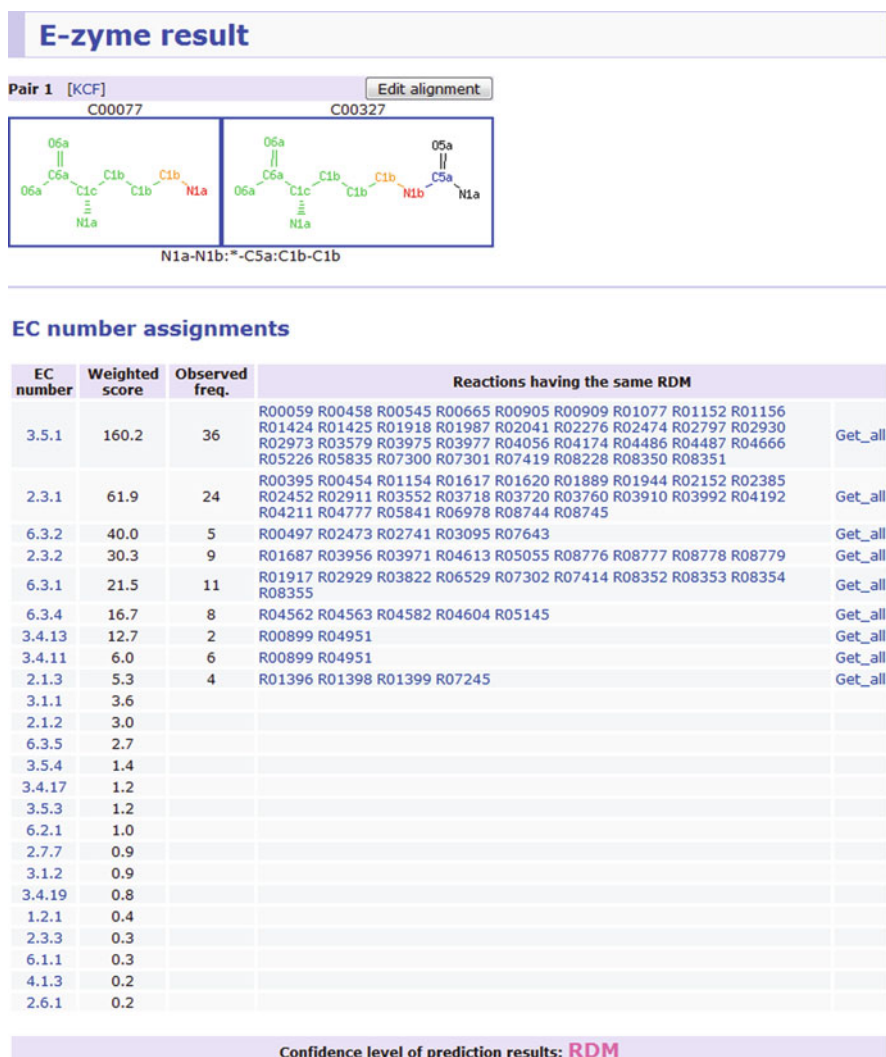 E-zyme result
Pair 1 [KCF] Edit alignment
C00077 C00327
O6a O6a O5a
C6a C1b C1b C6a C1b C1b C5a
O6a C1c C1b N1a O6a C1c C1b N1b N1a
N1a N1a
N1a-N1b:*-C5a:C1b-C1b
EC number assignments
EC number Weighted score Observed freq. Reactions having the same RDM
3.5.1 160.2 36 R00059 R00458 R00545 R00665 R00905 R00909 R01077 R01152 R01156
R01424 R01425 R01918 R01987 R02041 R02276 R02474 R02797 R02930
R02973 R03579 R03975 R03977 R04056 R04174 R04486 R04487 R04666
R05226 R05835 R07300 R07301 R07419 R08228 R08350 R08351 Get_all
2.3.1 61.9 24 R00395 R00454 R01154 R01617 R01620 R01889 R01944 R02152 R02385
R02452 R02911 R03552 R03718 R03720 R03760 R03910 R03992 R04192
R04211 R04777 R05841 R06978 R08744 R08745 Get_all
6.3.2 40.0 5 R00497 R02473 R02741 R03095 R07643 Get_all
2.3.2 30.3 9 R01687 R03956 R03971 R04613 R05055 R08776 R08777 R08778 R08779 Get_all
6.3.1 21.5 11 R01917 R02929 R03822 R06529 R07302 R07414 R08352 R08353 R08354
R08355 Get_all
6.3.4 16.7 8 R04562 R04563 R04582 R04604 R05145 Get_all
3.4.13 12.7 2 R00899 R04951 Get_all
3.4.11 6.0 6 R00899 R04951 Get_all
2.1.3 5.3 4 R01396 R01398 R01399 R07245 Get_all
3.1.1 3.6
2.1.2 3.0
6.3.5 2.7
3.5.4 1.4
3.4.17 1.2
3.5.3 1.2
6.2.1 1.0
2.7.7 0.9
3.1.2 0.9
3.4.19 0.8
1.2.1 0.4
2.3.3 0.3
6.1.1 0.3
4.1.3 0.2
2.6.1 0.2
Confidence level of prediction results: RDM